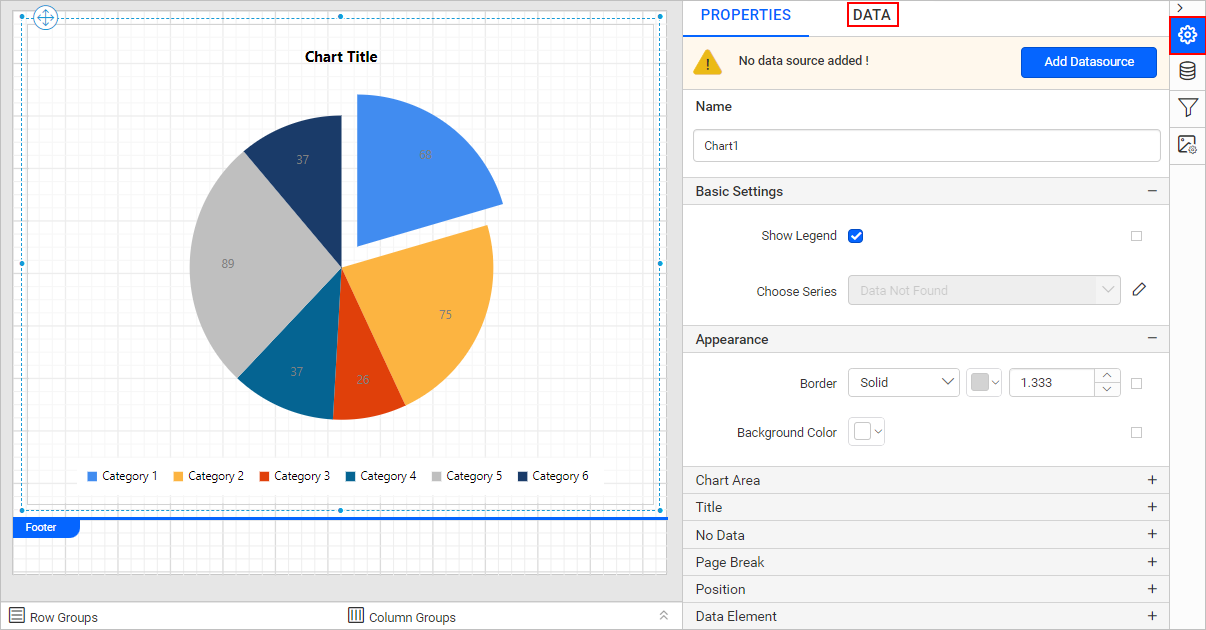 Chart Title
37
68
89
75
37
26
Category 1 Category 2 Category 3 Category 4 Category 5 Category 6
Footer
Row Groups Column Groups
PROPERTIES DATA
No data source added !
Add Datasource
Name
Chart1
Basic Settings
Show Legend
Choose Series Data Not Found
Appearance
Border Solid 1.333
Background Color
Chart Area
Title
No Data
Page Break
Position
Data Element